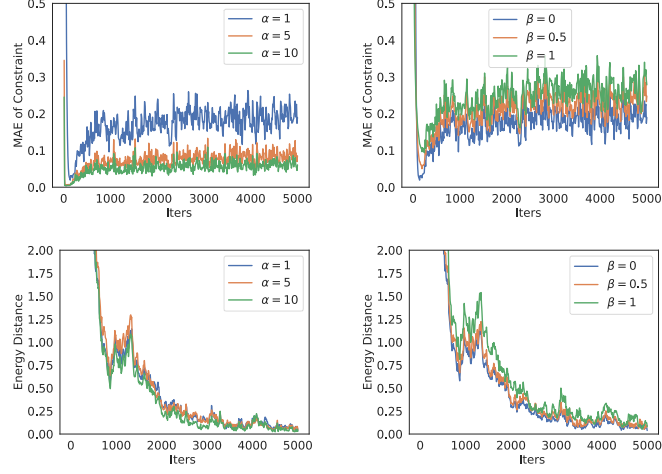 0.5
0.4
0.3
0.2
0.1
0.0
MAE of Constraint
α = 1
α = 5
α = 10
0 1000 2000 3000 4000 5000
Iters
0.5
0.4
0.3
0.2
0.1
0.0
MAE of Constraint
β = 0
β = 0.5
β = 1
0 1000 2000 3000 4000 5000
Iters
2.00
1.75
1.50
1.25
1.00
0.75
0.50
0.25
0.00
Energy Distance
α = 1
α = 5
α = 10
0 1000 2000 3000 4000 5000
Iters
2.00
1.75
1.50
1.25
1.00
0.75
0.50
0.25
0.00
Energy Distance
β = 0
β = 0.5
β = 1
0 1000 2000 3000 4000 5000
Iters